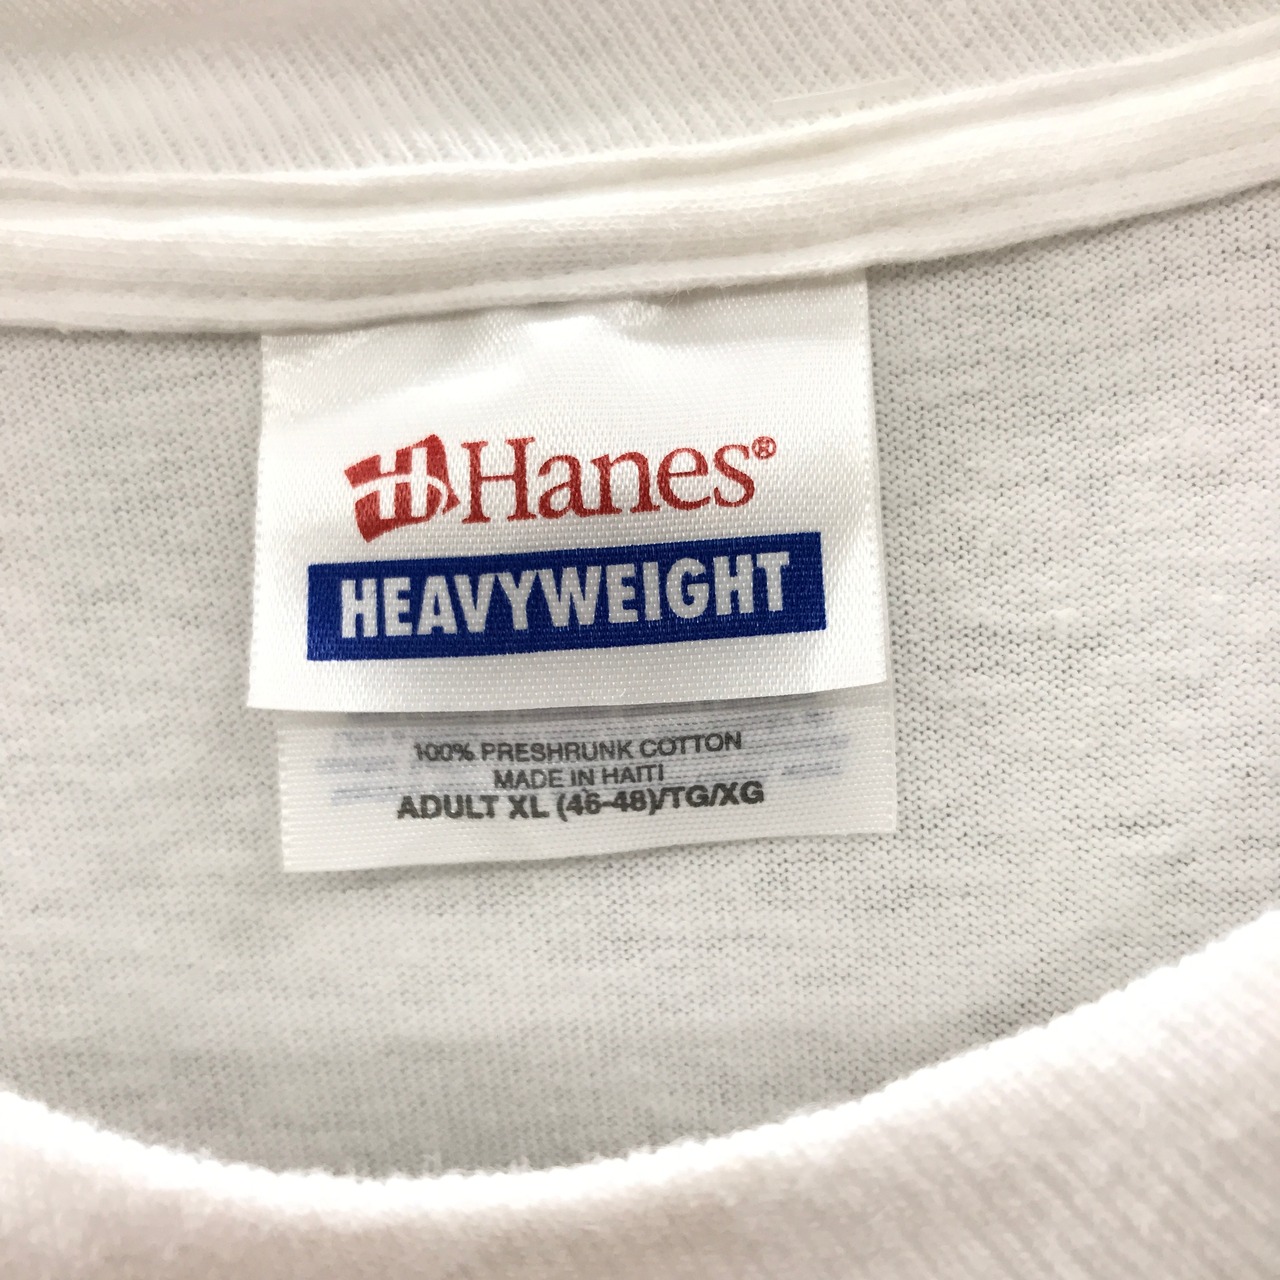 Hanes®
HEAVYWEIGHT
100% PRESHRUNK COTTON
MADE IN HAITI
ADULT XL (46-48)/TG/XG